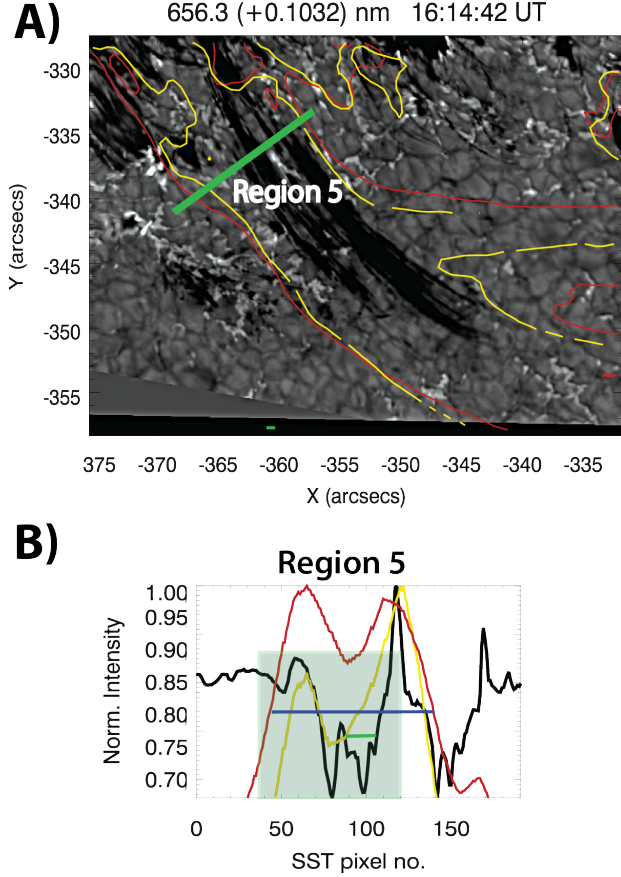 A)
656.3 (+0.1032) nm 16:14:42 UT
-330
-335
-340
-345
-350
-355
Y (arcsecs)
Region 5
375 -370 -365 -360 -355 -350 -345 -340 -335
X (arcsecs)
B)
Region 5
1.00
0.95
0.90
0.85
0.80
0.75
0.70
Norm. Intensity
0 50 100 150
SST pixel no.